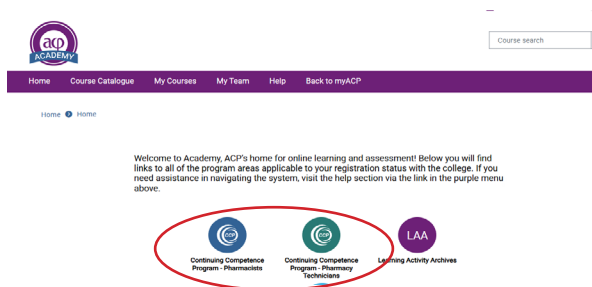 acp
ACADEMY
Course search
Home Course Catalogue My Courses My Team Help Back to myACP
Home Home
Welcome to Academy, ACP's home for online learning and assessment! Below you will find
links to all of the program areas applicable to your registration status with the college. If you
need assistance in navigating the system, visit the help section via the link in the purple menu
above.
CCP CCP LAA
Continuing Competence Continuing Competence Learning Activity Archives
Program - Pharmacists Program - Pharmacy
Technicians